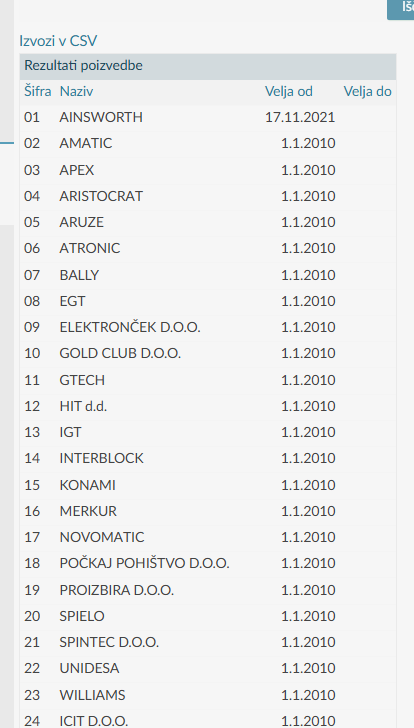 Izvozi v CSV
Rezultati poizvedbe
Šifra Naziv Velja od Velja do
01 AINSWORTH 17.11.2021
02 AMATIC 1.1.2010
03 APEX 1.1.2010
04 ARISTOCRAT 1.1.2010
05 ARUZE 1.1.2010
06 ATRONIC 1.1.2010
07 BALLY 1.1.2010
08 EGT 1.1.2010
09 ELEKTRONČEK D.O.O. 1.1.2010
10 GOLD CLUB D.O.O. 1.1.2010
11 GTECH 1.1.2010
12 HIT d.d. 1.1.2010
13 IGT 1.1.2010
14 INTERBLOCK 1.1.2010
15 KONAMI 1.1.2010
16 MERKUR 1.1.2010
17 NOVOMATIC 1.1.2010
18 POČKAJ POHIŠTVO D.O.O. 1.1.2010
19 PROIZBIRA D.O.O. 1.1.2010
20 SPIELO 1.1.2010
21 SPINTEC D.O.O. 1.1.2010
22 UNIDESA 1.1.2010
23 WILLIAMS 1.1.2010
24 ICIT D.O.O. 1.1.2010